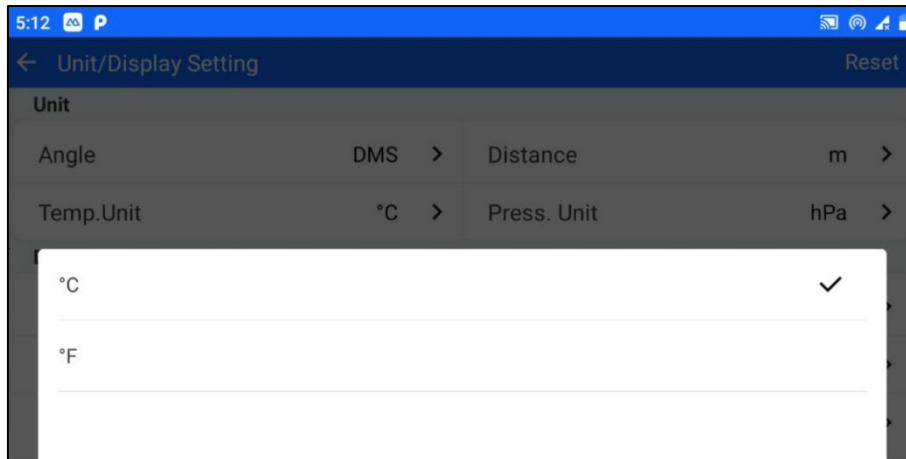 5:12
Unit/Display Setting Reset
Unit
Angle DMS Distance m
Temp.Unit °C Press. Unit hPa
°C
°F